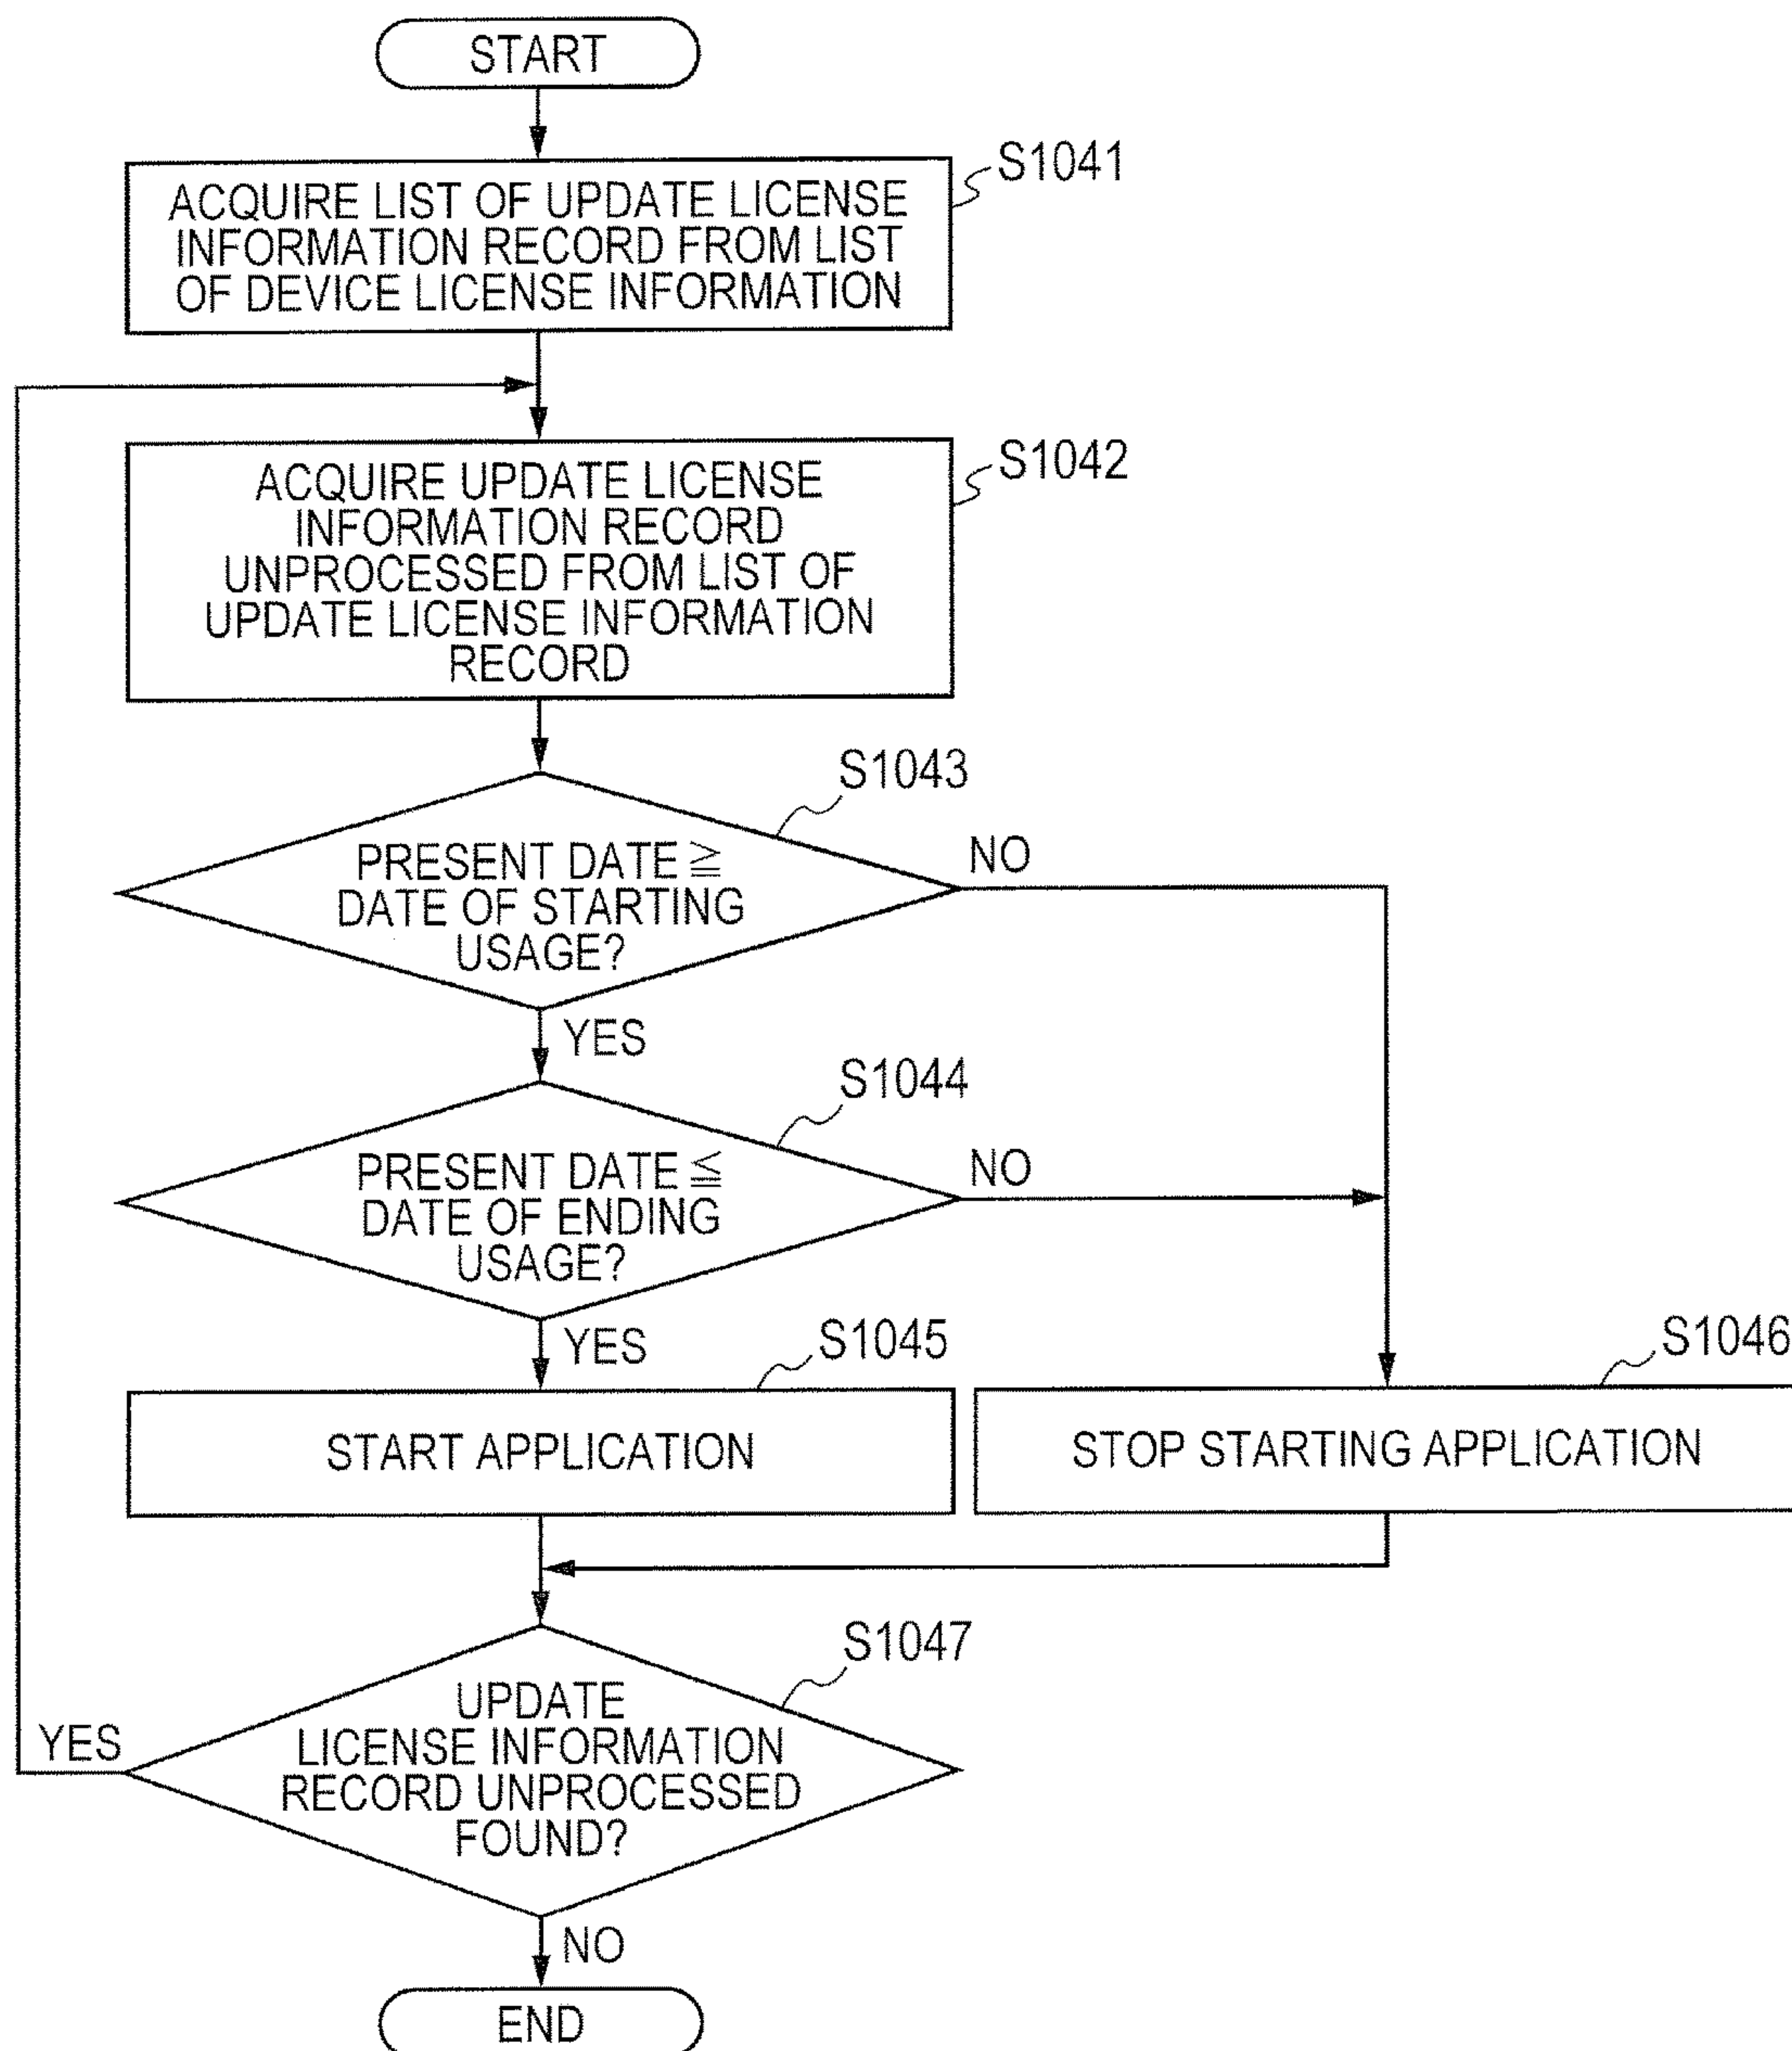 START
S1041
ACQUIRE LIST OF UPDATE LICENSE
INFORMATION RECORD FROM LIST
OF DEVICE LICENSE INFORMATION
S1042
ACQUIRE UPDATE LICENSE
INFORMATION RECORD
UNPROCESSED FROM LIST OF
UPDATE LICENSE INFORMATION
RECORD
S1043
PRESENT DATE ≧
DATE OF STARTING
USAGE?
NO
YES
S1044
PRESENT DATE ≦
DATE OF ENDING
USAGE?
NO
YES
S1045
START APPLICATION
S1046
STOP STARTING APPLICATION
S1047
UPDATE
LICENSE INFORMATION
RECORD UNPROCESSED
FOUND?
YES
NO
END